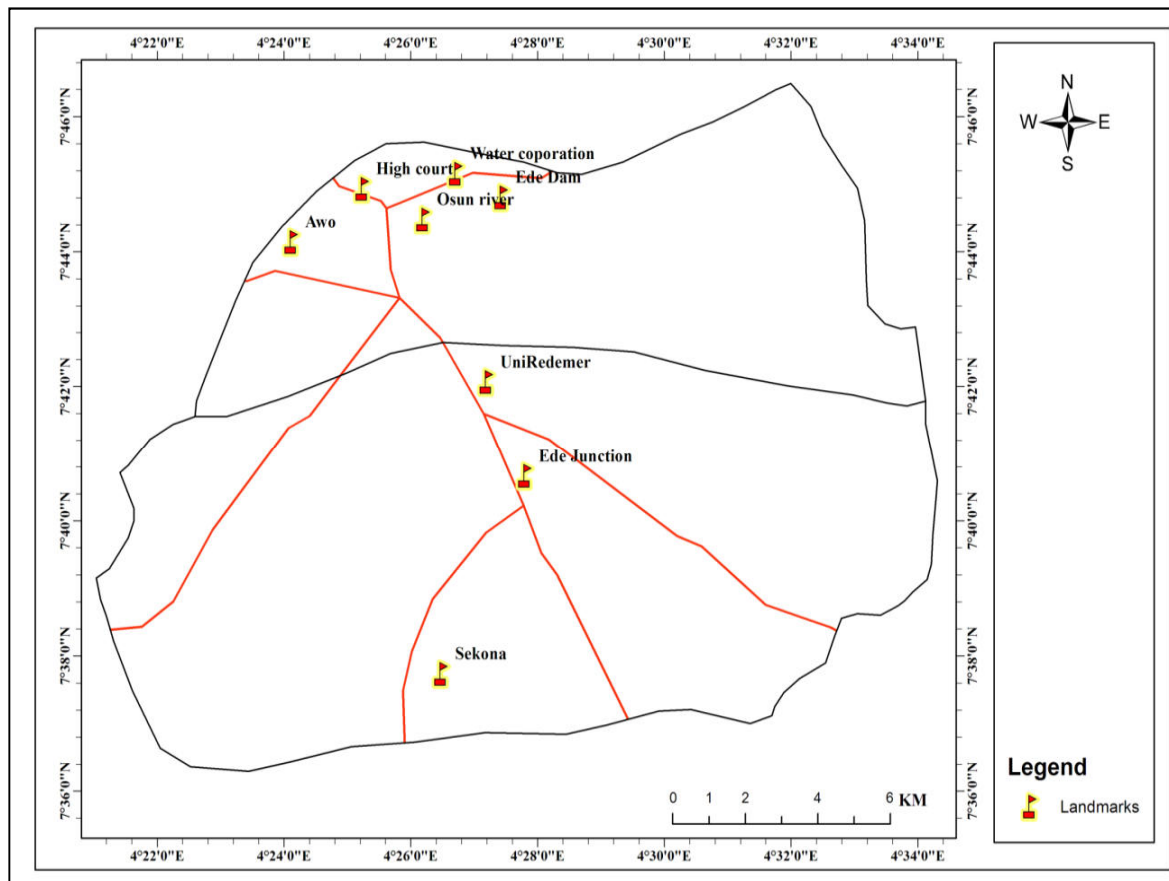 4°22'0"E 4°24'0"E 4°26'0"E 4°28'0"E 4°30'0"E 4°32'0"E 4°34'0"E
7°46'0"N 7°46'0"N
N
W E
S
Water coporation
High court
Ede Dam
Osun river
Awo
7°44'0"N 7°44'0"N
UniRedemer
7°42'0"N 7°42'0"N
Ede Junction
7°40'0"N 7°40'0"N
Sekona
7°38'0"N 7°38'0"N
Legend
Landmarks
7°36'0"N 7°36'0"N
0 1 2 4 6 KM
4°22'0"E 4°24'0"E 4°26'0"E 4°28'0"E 4°30'0"E 4°32'0"E 4°34'0"E